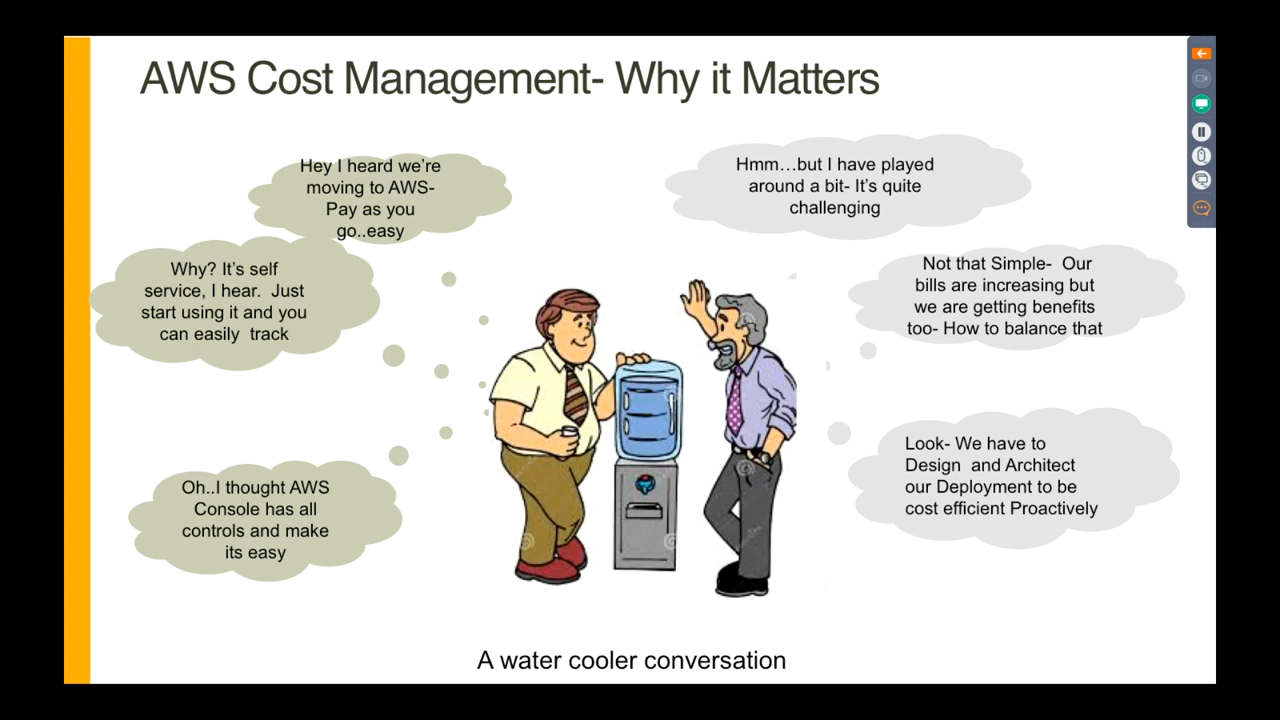 AWS Cost Management- Why it Matters
Hey I heard we’re
moving to AWS-
Pay as you
go..easy
Hmm…but I have played
around a bit- It’s quite
challenging
Why? It’s self
service, I hear.  Just
start using it and you
can easily  track
Not that Simple-  Our
bills are increasing but
we are getting benefits
too- How to balance that
Oh..I thought AWS
Console has all
controls and make
its easy
Look- We have to
Design  and Architect
our Deployment to be
cost efficient Proactively
A water cooler conversation